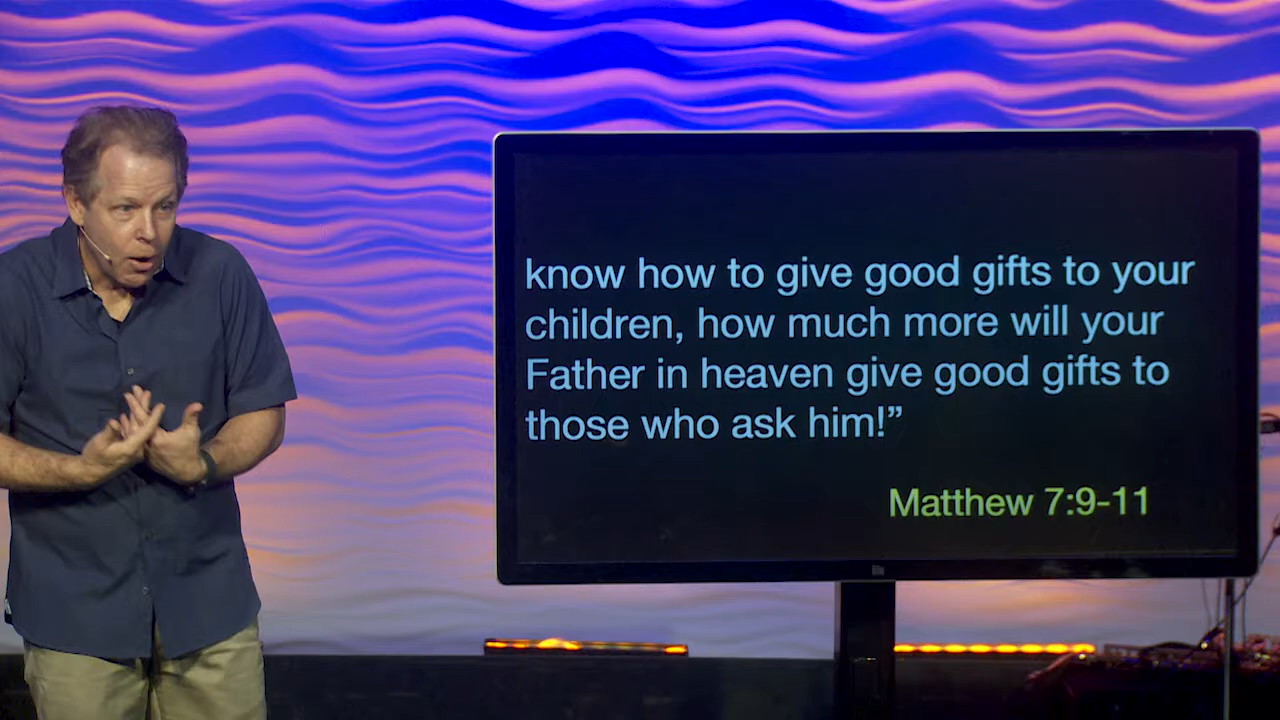 know how to give good gifts to your
children, how much more will your
Father in heaven give good gifts to
those who ask him!”
Matthew 7:9-11